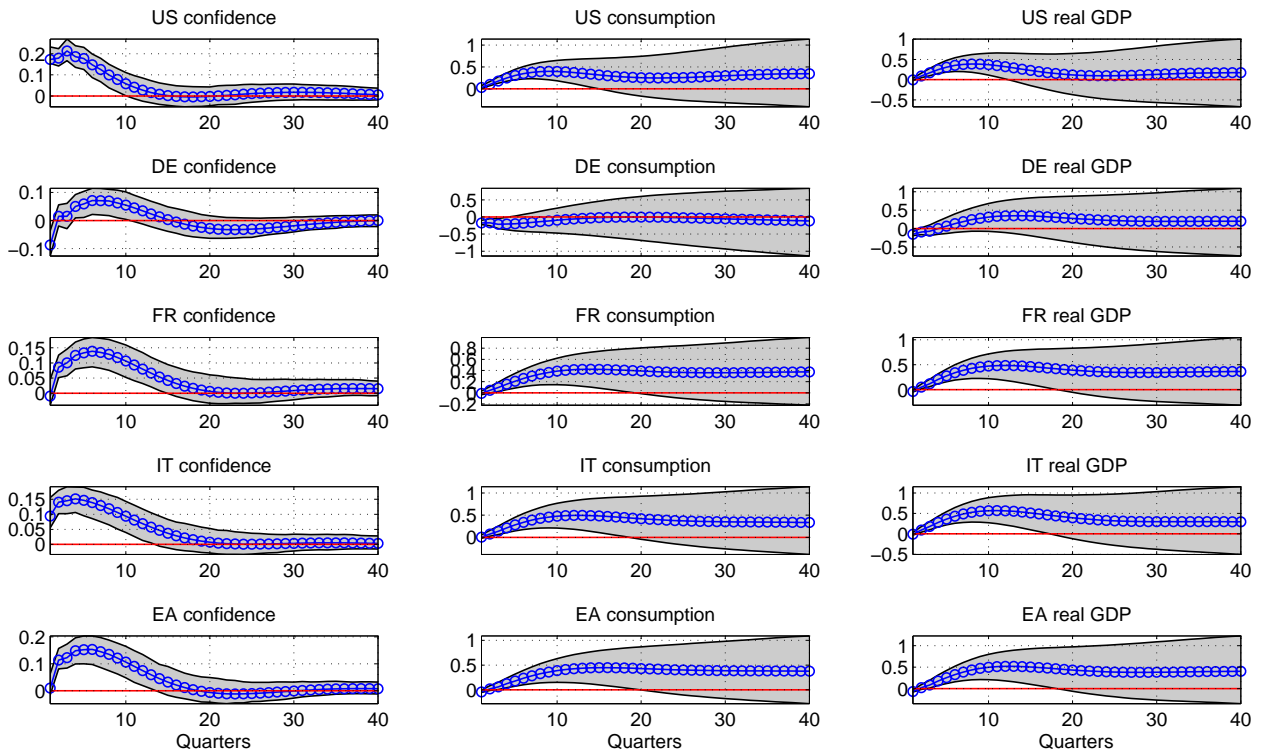 US confidence
0.2
0.1
0
10 20 30 40
US consumption
1
0.5
0
10 20 30 40
US real GDP
1
0.5
0
−0.5
10 20 30 40
DE confidence
0.1
0
−0.1
10 20 30 40
DE consumption
0.5
0
−0.5
−1
10 20 30 40
DE real GDP
1
0.5
0
−0.5
10 20 30 40
FR confidence
0.15
0.1
0.05
0
10 20 30 40
FR consumption
0.8
0.6
0.4
0.2
0
−0.2
10 20 30 40
FR real GDP
1
0.5
0
10 20 30 40
IT confidence
0.15
0.1
0.05
0
10 20 30 40
IT consumption
1
0.5
0
10 20 30 40
IT real GDP
1
0.5
0
−0.5
10 20 30 40
EA confidence
0.2
0.1
0
10 20 30 40
Quarters
EA consumption
1
0.5
0
10 20 30 40
Quarters
EA real GDP
1
0.5
0
10 20 30 40
Quarters